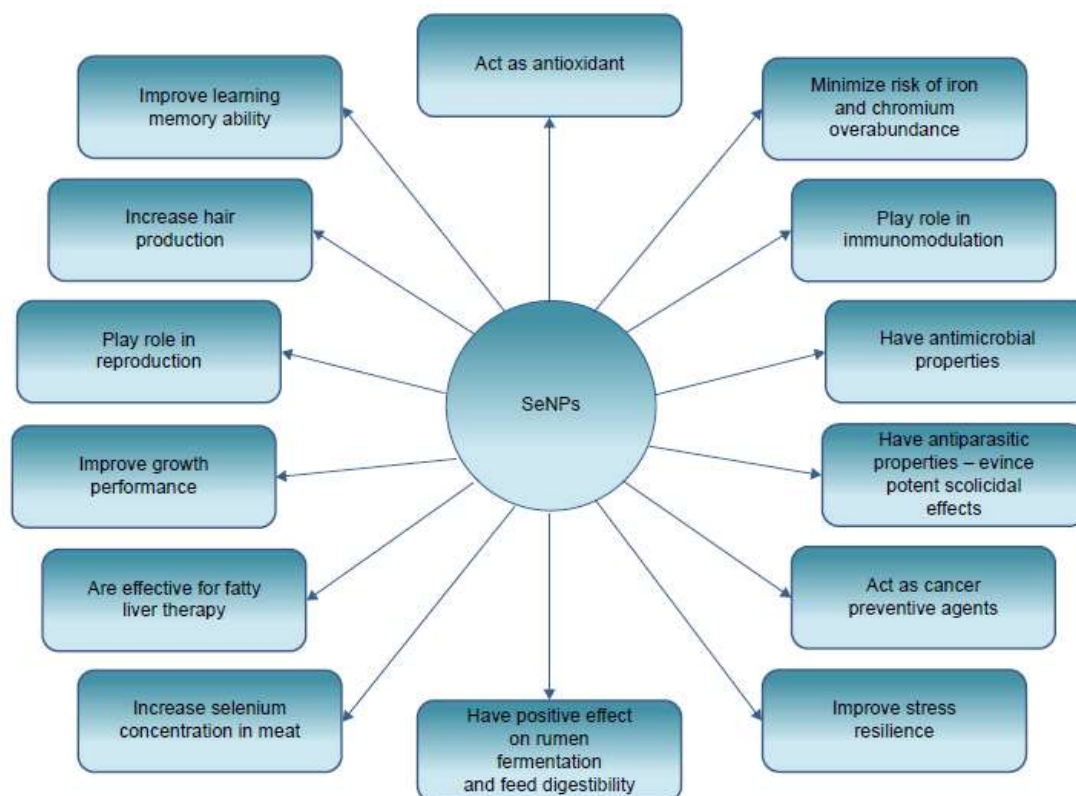 Act as antioxidant
Improve learning
memory ability
Minimize risk of iron
and chromium
overabundance
Increase hair
production
Play role in
immunomodulation
Play role in
reproduction
SeNPs
Have antimicrobial
properties
Improve growth
performance
Have antiparasitic
properties – evince
potent scolicidal
effects
Are effective for fatty
liver therapy
Act as cancer
preventive agents
Increase selenium
concentration in meat
Have positive effect
on rumen
fermentation
and feed digestibility
Improve stress
resilience